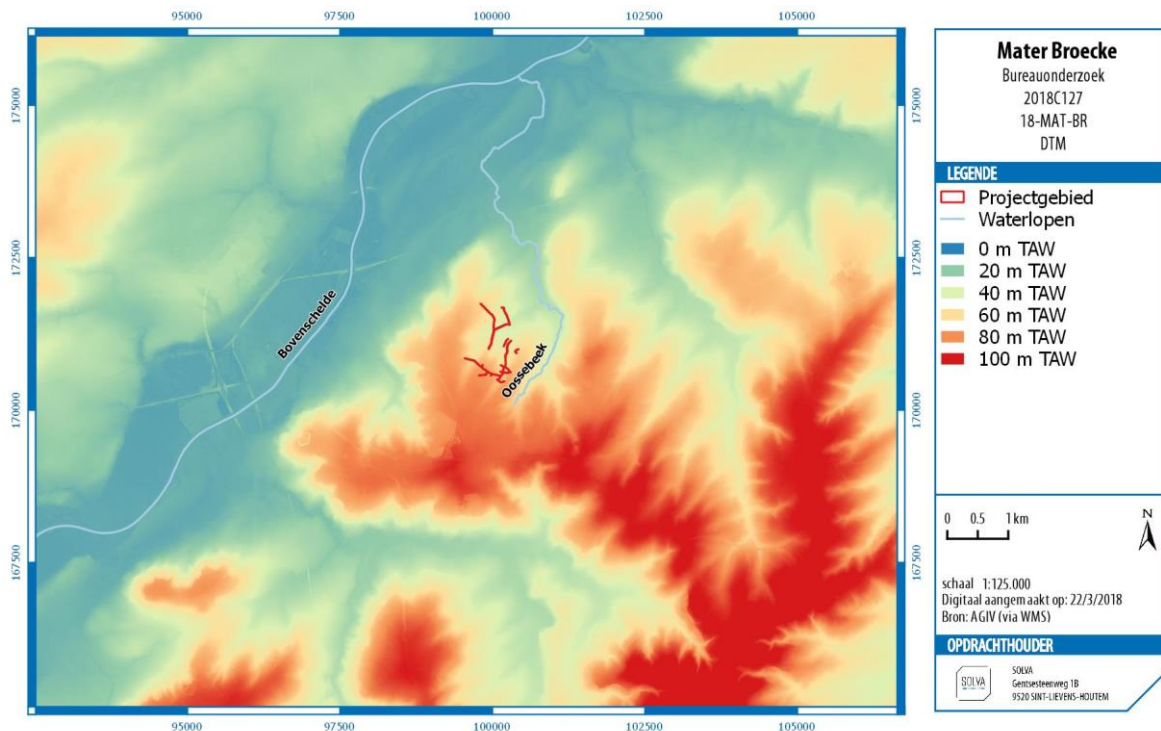 95000 97500 100000 102500 105000
175000
172500
170000
167500
175000
172500
170000
167500
Bovenschelde
Oossebeek
95000 97500 100000 102500 105000
Mater Broecke
Bureauonderzoek
2018C127
18-MAT-BR
DTM
LEGENDE
Projectgebied
Waterlopen
0 m TAW
20 m TAW
40 m TAW
60 m TAW
80 m TAW
100 m TAW
0 0.5 1 km
N
schaal 1:125.000
Digitaal aangemaakt op: 22/3/2018
Bron: AGIV (via WMS)
OPDRACHTHOUDER
SOLVA
SOLVA
Gentsesteenweg 1B
9520 SINT-LIEVENS-HOUTEM